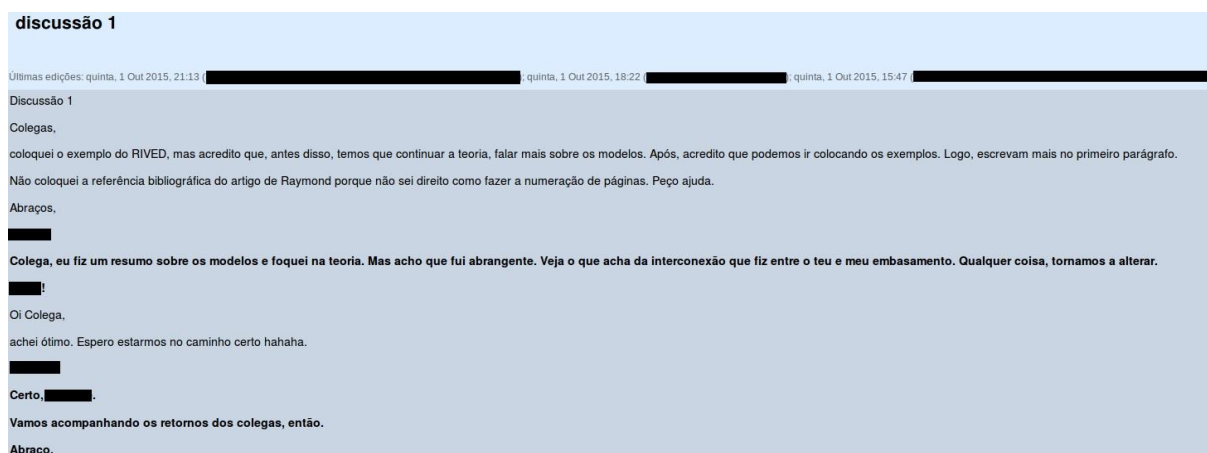 discussão 1
Últimas edições: quinta, 1 Out 2015, 21:13 ( ); quinta, 1 Out 2015, 18:22 ( ); quinta, 1 Out 2015, 15:47 (
Discussão 1
Colegas,
coloquei o exemplo do RIVED, mas acredito que, antes disso, temos que continuar a teoria, falar mais sobre os modelos. Após, acredito que podemos ir colocando os exemplos. Logo, escrevam mais no primeiro parágrafo.
Não coloquei a referência bibliográfica do artigo de Raymond porque não sei direito como fazer a numeração de páginas. Peço ajuda.
Abraços,
Colega, eu fiz um resumo sobre os modelos e foquei na teoria. Mas acho que fui abrangente. Veja o que acha da interconexão que fiz entre o teu e meu embasamento. Qualquer coisa, tornamos a alterar.
!
Oi Colega,
achei ótimo. Espero estarmos no caminho certo hahaha.
Certo, .
Vamos acompanhando os retornos dos colegas, então.
Abraço,